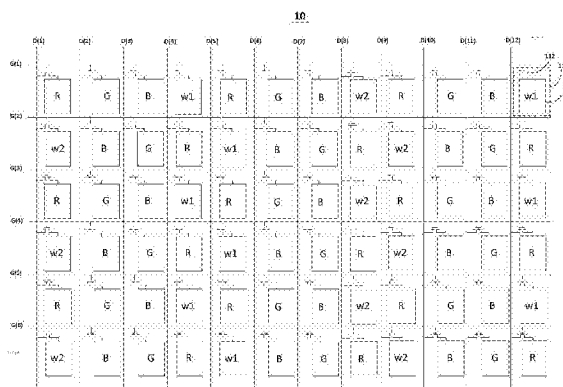 10
D(1) D(2) D(3) D(4) D(5) D(6) D(7) D(8) D(9) D(10) D(11) D(12)
G(1) 112
R G B w1 R G B w2 R G B w1
G(2)
w2 B G R w1 B G R w2 B G R
G(3)
R G B w1 R G B w2 R G B w1
G(4)
w2 B G R w1 B G R w2 B G R
G(5)
R G B w1 R G B w2 R G B w1
G(6)
w2 B G R w1 B G R w2 B G R